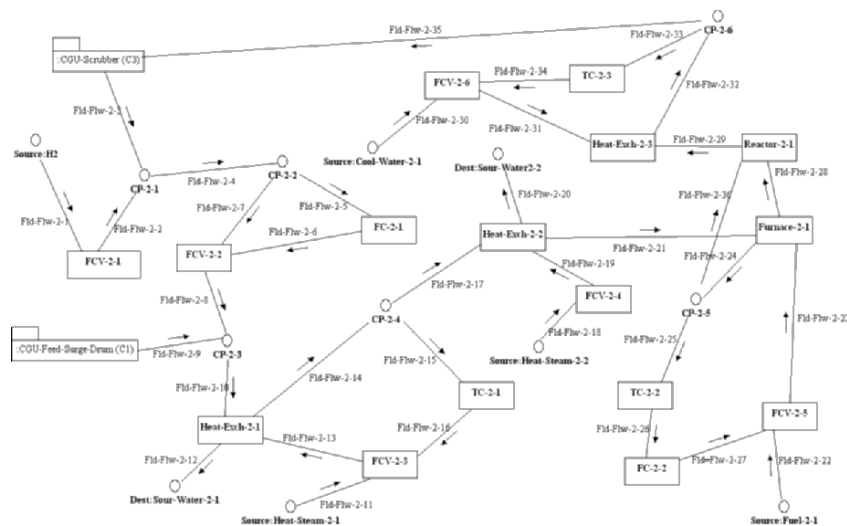 Fld-Flw-2-35
CP-2-6
Fld-Flw-2-33
::CGU-Scrubber (C3)
TC-2-3
Fld-Flw-2-34
FCV-2-6
Fld-Flw-2-32
Fld-Flw-2-3
Fld-Flw-2-30
Fld-Flw-2-31
Source:H2
Source:Cool-Water-2-1
Heat-Exch-2-3
Fld-Flw-2-29
Reactor-2-1
Dest:Sour-Water2-2
CP-2-1
Fld-Flw-2-4
CP-2-2
Fld-Flw-2-28
Fld-Flw-2-20
Fld-Flw-2-36
Fld-Flw-2-7
Fld-Flw-2-5
Fld-Flw-2-1
Fld-Flw-2-2
Fld-Flw-2-6
FC-2-1
Heat-Exch-2-2
Furnace-2-1
Fld-Flw-2-21
FCV-2-1
FCV-2-2
Fld-Flw-2-24
Fld-Flw-2-19
Fld-Flw-2-17
FCV-2-4
Fld-Flw-2-8
CP-2-4
CP-2-5
Fld-Flw-2-18
Fld-Flw-2-25
::CGU-Feed-Surge-Drum (C1)
Fld-Flw-2-9
CP-2-3
Source:Heat-Steam-2-2
Fld-Flw-2-15
Fld-Flw-2-14
TC-2-1
TC-2-2
FCV-2-5
Heat-Exch-2-1
Fld-Flw-2-16
Fld-Flw-2-26
Fld-Flw-2-13
Fld-Flw-2-12
FCV-2-3
FC-2-2
Fld-Flw-2-27
Fld-Flw-2-22
Dest:Sour-Water-2-1
Fld-Flw-2-11
Source:Heat-Steam-2-1
Source:Fuel-2-1